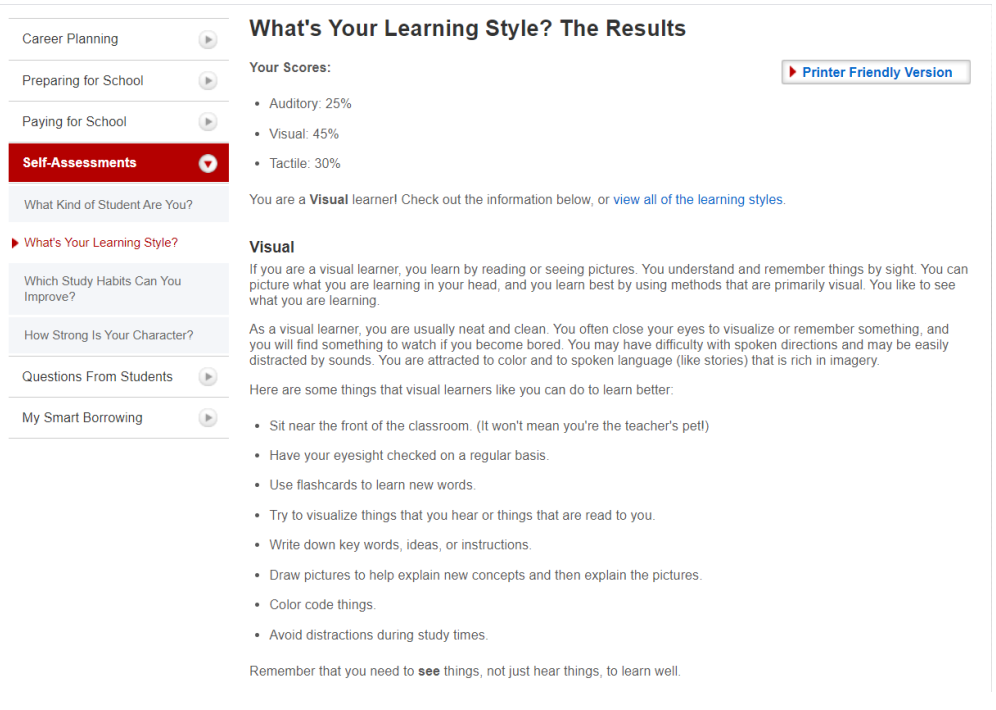 Career Planning
Preparing for School
Paying for School
Self-Assessments
What Kind of Student Are You?
What's Your Learning Style?
Which Study Habits Can You
Improve?
How Strong Is Your Character?
Questions From Students
My Smart Borrowing
What's Your Learning Style? The Results
Printer Friendly Version
Your Scores:
• Auditory: 25%
• Visual: 45%
• Tactile: 30%
You are a Visual learner! Check out the information below, or view all of the learning styles.
Visual
If you are a visual learner, you learn by reading or seeing pictures. You understand and remember things by sight. You can
picture what you are learning in your head, and you learn best by using methods that are primarily visual. You like to see
what you are learning.
As a visual learner, you are usually neat and clean. You often close your eyes to visualize or remember something, and
you will find something to watch if you become bored. You may have difficulty with spoken directions and may be easily
distracted by sounds. You are attracted to color and to spoken language (like stories) that is rich in imagery.
Here are some things that visual learners like you can do to learn better:
• Sit near the front of the classroom. (It won't mean you're the teacher's pet!)
• Have your eyesight checked on a regular basis.
• Use flashcards to learn new words.
• Try to visualize things that you hear or things that are read to you.
• Write down key words, ideas, or instructions.
• Draw pictures to help explain new concepts and then explain the pictures.
• Color code things.
• Avoid distractions during study times.
Remember that you need to see things, not just hear things, to learn well.